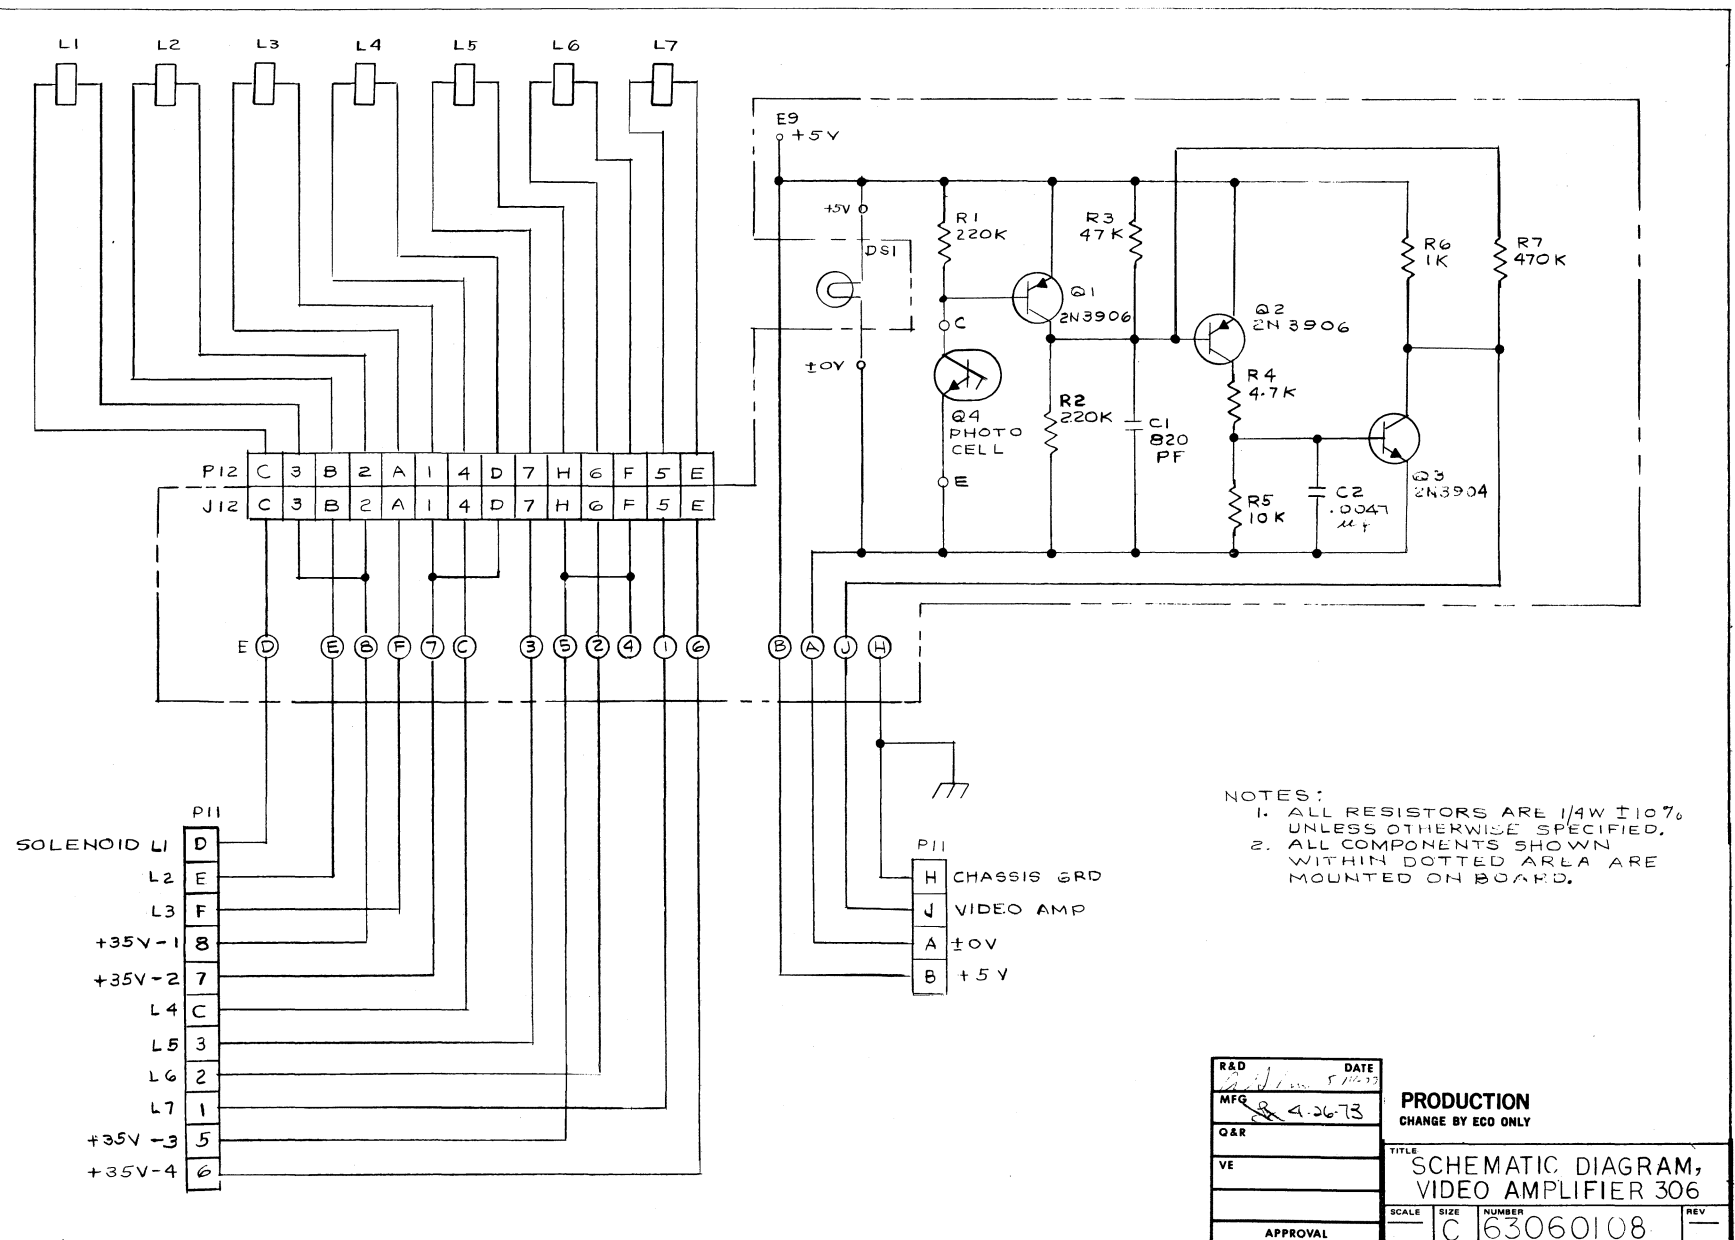 L1 L2 L3 L4 L5 L6 L7
E9
+5V
+5V
DS1
±0V
R1
220K
C
Q4
PHOTO
CELL
E
Q1
2N3906
R2
220K
R3
47K
C1
820
PF
Q2
2N3906
R4
4.7K
R5
10K
C2
.0047
Q3
2N3904
R6
1K
R7
470K
P12 C 3 B 2 A 1 4 D 7 H 6 F 5 E
J12 C 3 B 2 A 1 4 D 7 H 6 F 5 E
E D E 8 F 7 C 3 5 2 4 1 6 B A J H
P11
SOLENOID L1 D
L2 E
L3 F
+35V-1 8
+35V-2 7
L4 C
L5 3
L6 2
L7 1
+35V-3 5
+35V-4 6
P11
H CHASSIS GRD
J VIDEO AMP
A ±0V
B +5V
NOTES:
1. ALL RESISTORS ARE 1/4W ±10%
UNLESS OTHERWISE SPECIFIED.
2. ALL COMPONENTS SHOWN
WITHIN DOTTED AREA ARE
MOUNTED ON BOARD.
R&D DATE
MFG 4-26-73
Q&R
VE
APPROVAL
PRODUCTION
CHANGE BY ECO ONLY
TITLE
SCHEMATIC DIAGRAM,
VIDEO AMPLIFIER 306
SCALE SIZE NUMBER REV
— C 63060108 —